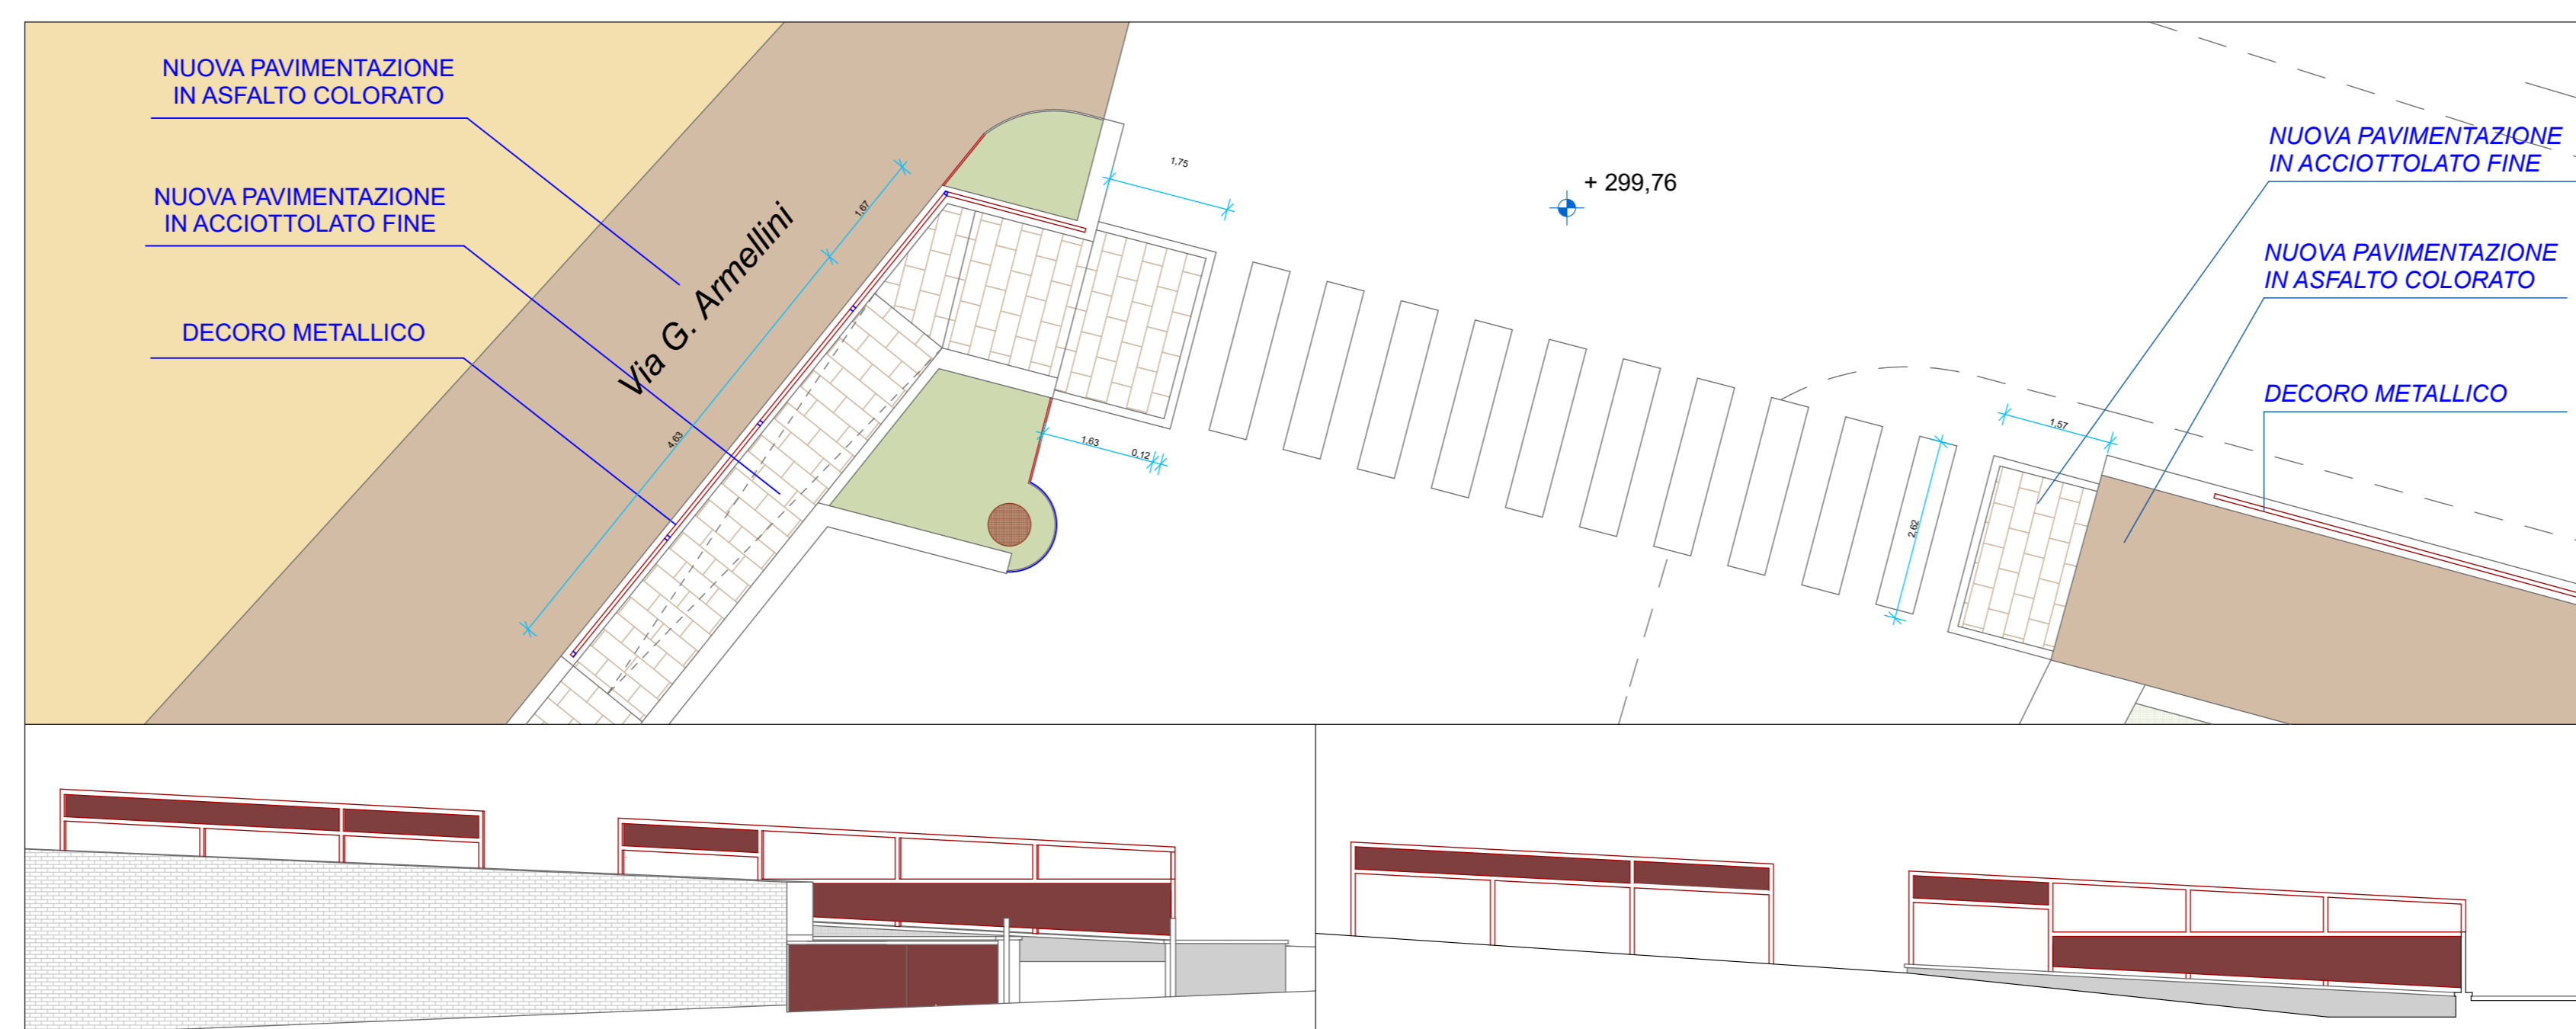 NUOVA PAVIMENTAZIONE
IN ASFALTO COLORATO
NUOVA PAVIMENTAZIONE
IN ACCIOTTOLATO FINE
DECORO METALLICO
Via G. Armellini
1,67
4,63
1,75
+ 299,76
1,63
0,12
2,62
1,57
NUOVA PAVIMENTAZIONE
IN ACCIOTTOLATO FINE
NUOVA PAVIMENTAZIONE
IN ASFALTO COLORATO
DECORO METALLICO